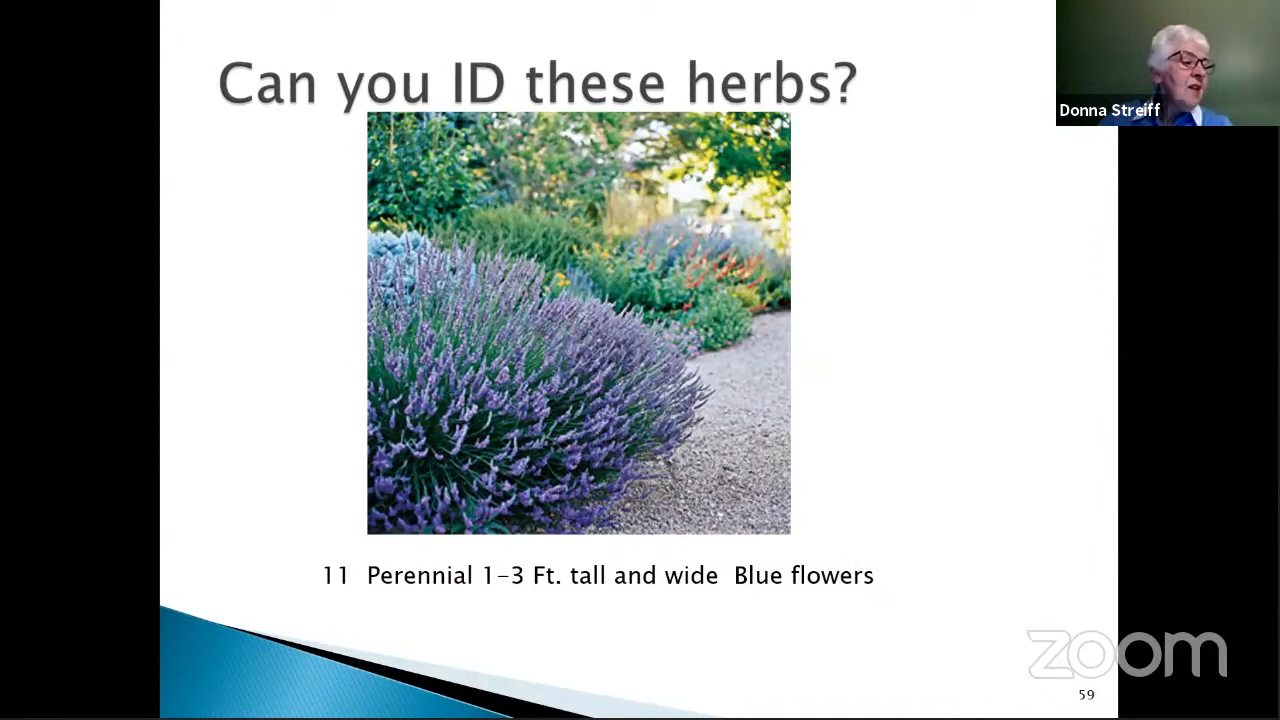 Can you ID these herbs?
Donna Streiff
11 Perennial 1-3 Ft. tall and wide Blue flowers
zoom
59